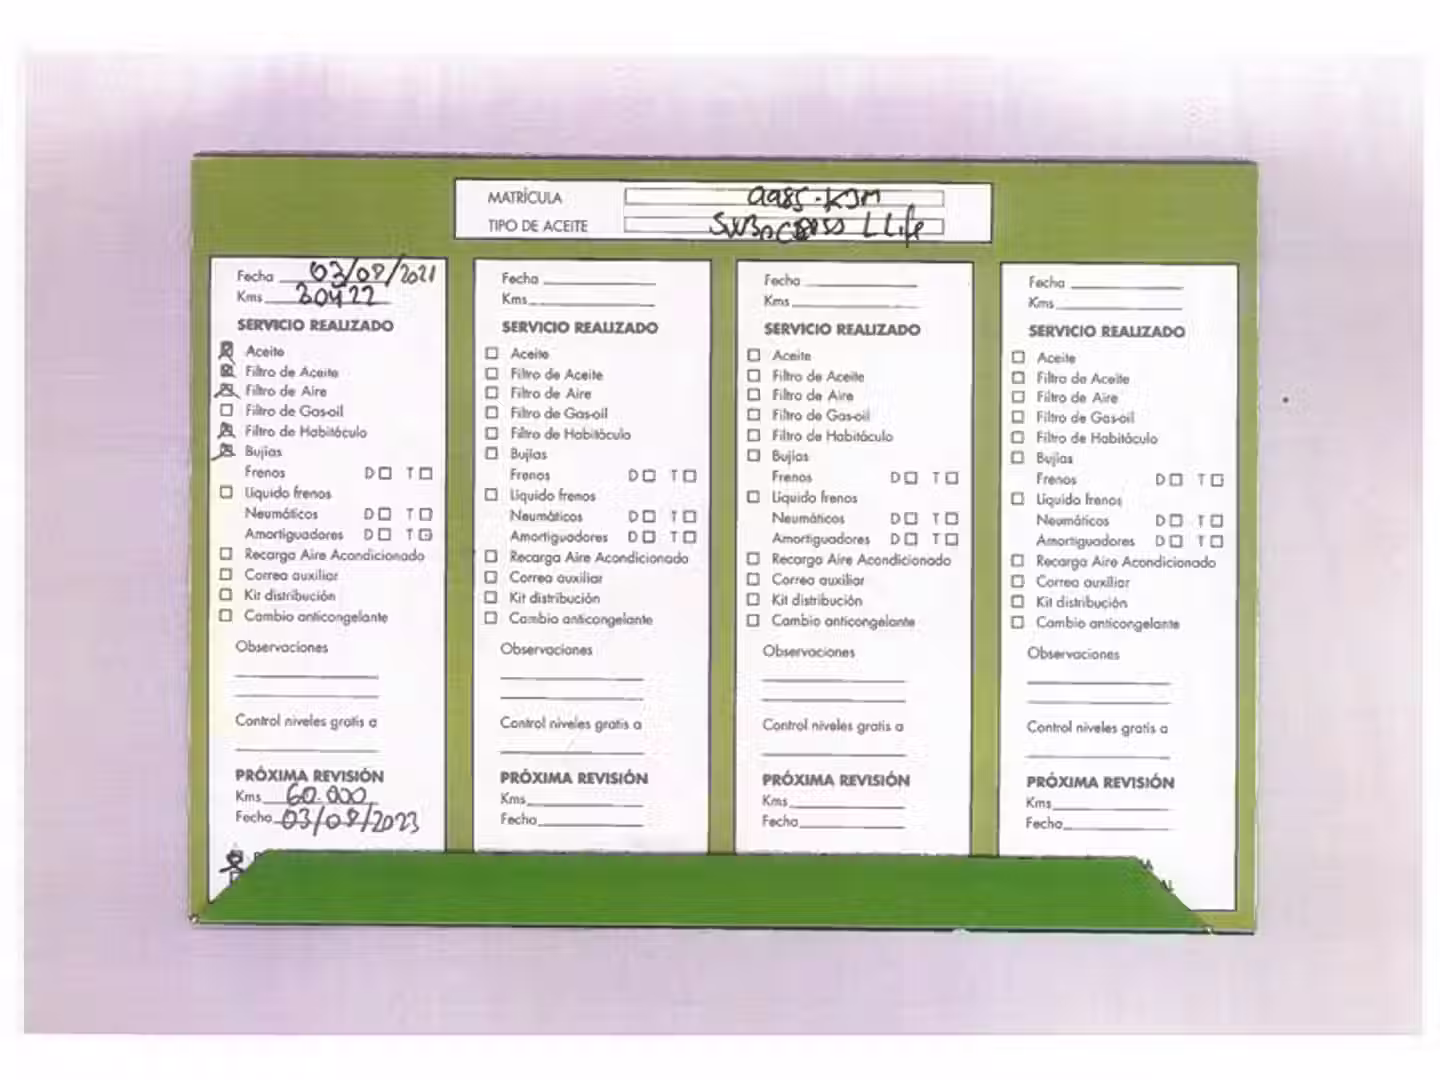 MATRÍCULA 9985-KJM
TIPO DE ACEITE LLife
Fecha 03/08/2021
Kms 30422
SERVICIO REALIZADO
Aceite
Filtro de Aceite
Filtro de Aire
Filtro de Gas-oil
Filtro de Habitáculo
Bujías
Frenos D T
Líquido frenos
Neumáticos D T
Amortiguadores D T
Recarga Aire Acondicionado
Correa auxiliar
Kit distribución
Cambio anticongelante
Observaciones
Control niveles gratis a
PRÓXIMA REVISIÓN
Kms 60.000
Fecha 03/08/2023
Fecha
Kms
SERVICIO REALIZADO
Aceite
Filtro de Aceite
Filtro de Aire
Filtro de Gas-oil
Filtro de Habitáculo
Bujías
Frenos D T
Líquido frenos
Neumáticos D T
Amortiguadores D T
Recarga Aire Acondicionado
Correa auxiliar
Kit distribución
Cambio anticongelante
Observaciones
Control niveles gratis a
PRÓXIMA REVISIÓN
Kms
Fecha
Fecha
Kms
SERVICIO REALIZADO
Aceite
Filtro de Aceite
Filtro de Aire
Filtro de Gas-oil
Filtro de Habitáculo
Bujías
Frenos D T
Líquido frenos
Neumáticos D T
Amortiguadores D T
Recarga Aire Acondicionado
Correa auxiliar
Kit distribución
Cambio anticongelante
Observaciones
Control niveles gratis a
PRÓXIMA REVISIÓN
Kms
Fecha
Fecha
Kms
SERVICIO REALIZADO
Aceite
Filtro de Aceite
Filtro de Aire
Filtro de Gas-oil
Filtro de Habitáculo
Bujías
Frenos D T
Líquido frenos
Neumáticos D T
Amortiguadores D T
Recarga Aire Acondicionado
Correa auxiliar
Kit distribución
Cambio anticongelante
Observaciones
Control niveles gratis a
PRÓXIMA REVISIÓN
Kms
Fecha